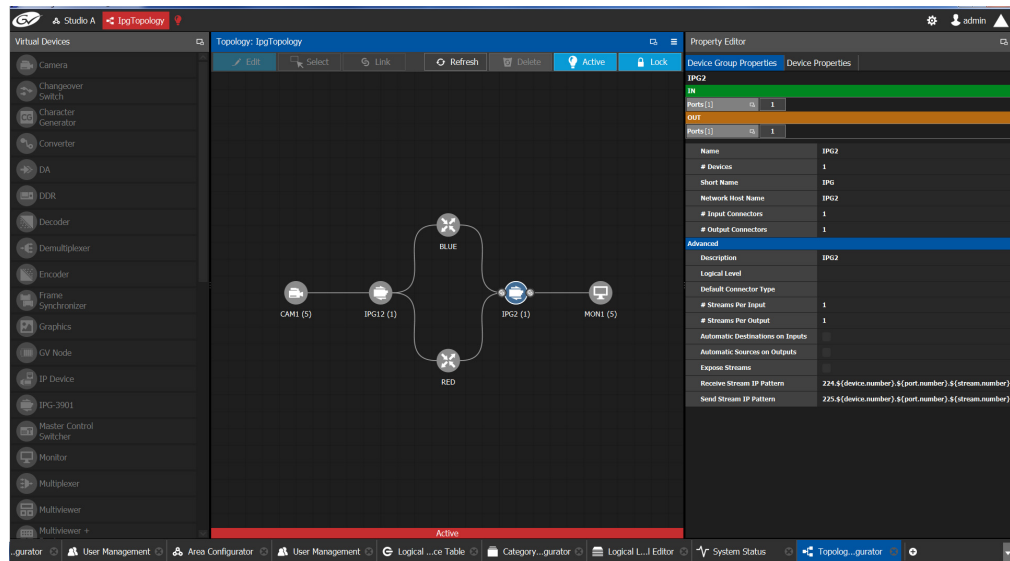 GV Studio A IpgTopology admin
Virtual Devices
Camera
Changeover
Switch
CG Character
Generator
Converter
DA
DDR
Decoder
Demultiplexer
Encoder
Frame
Synchronizer
Graphics
GV Node
IP Device
IPG-3901
Master Control
Switcher
Monitor
Multiplexer
Multiviewer
Multiviewer +
Topology: IpgTopology
Edit Select Link Refresh Delete Active Lock
BLUE
CAM1 (5) IPG12 (1) IPG2 (1) MON1 (5)
RED
Active
Property Editor
Device Group Properties Device Properties
IPG2
IN
Ports[1] 1
OUT
Ports[1] 1
Name IPG2
# Devices 1
Short Name IPG
Network Host Name IPG2
# Input Connectors 1
# Output Connectors 1
Advanced
Description IPG2
Logical Level
Default Connector Type
# Streams Per Input 1
# Streams Per Output 1
Automatic Destinations on Inputs
Automatic Sources on Outputs
Expose Streams
Receive Stream IP Pattern 224.${device.number}.${port.number}.${stream.number}
Send Stream IP Pattern 225.${device.number}.${port.number}.${stream.number}
..gurator User Management Area Configurator User Management Logical ...ce Table Category...gurator Logical L...l Editor System Status Topolog...gurator